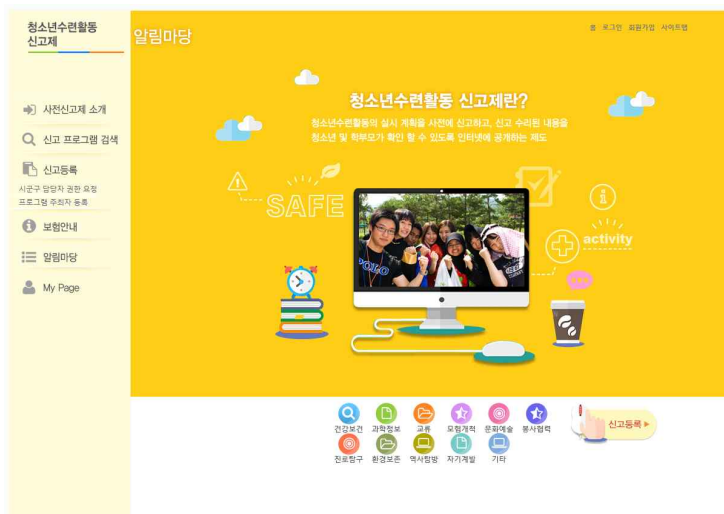 청소년수련활동
신고제
사전신고제 소개
신고 프로그램 검색
신고등록
시군구 담당자 권한 요청
프로그램 주최자 등록
보험안내
알림마당
My Page
알림마당
홈 로그인 회원가입 사이트맵
청소년수련활동 신고제란?
청소년수련활동의 실시 계획을 사전에 신고하고, 신고 수리된 내용을
청소년 및 학부모가 확인 할 수 있도록 인터넷에 공개하는 제도
SAFE
activity
POLO
건강보건 과학정보 교류 모험개척 문화예술 봉사협력
진로탐구 환경보존 역사탐방 자기계발 기타
신고등록